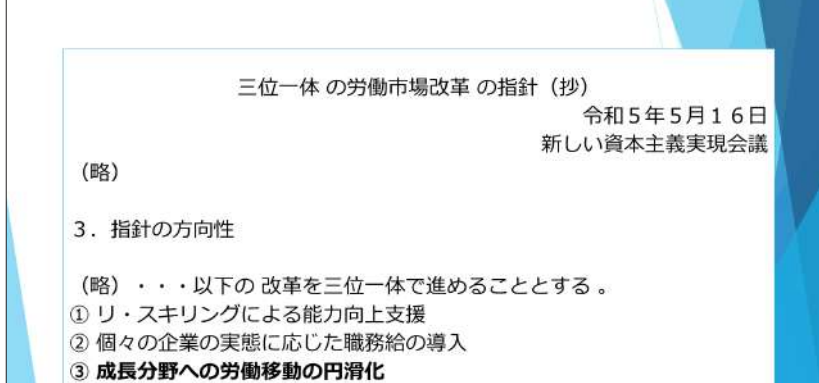 三位一体 の労働市場改革 の指針（抄）
令和５年５月１６日
新しい資本主義実現会議
（略）
３．指針の方向性
（略）・・・以下の 改革を三位一体で進めることとする 。
① リ・スキリングによる能力向上支援
② 個々の企業の実態に応じた職務給の導入
③ 成長分野への労働移動の円滑化